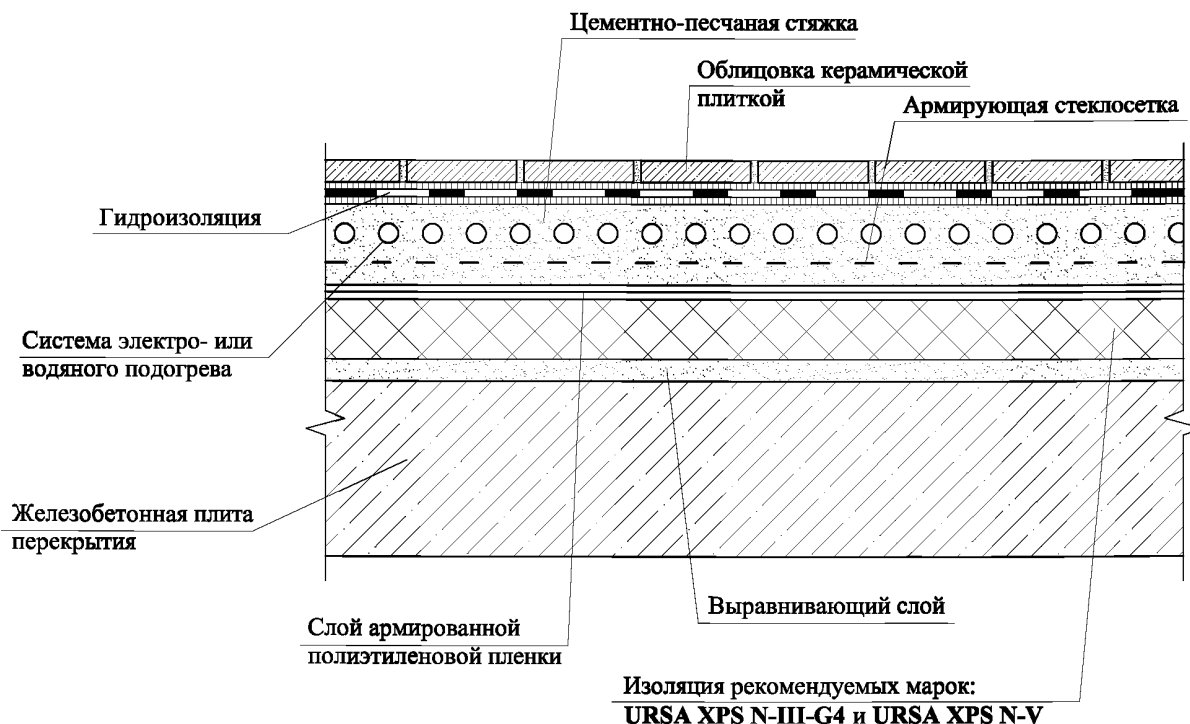 Цементно-песчаная стяжка
Облицовка керамической
плиткой
Армирующая стеклосетка
Гидроизоляция
Система электро- или
водяного подогрева
Железобетонная плита
перекрытия
Выравнивающий слой
Слой армированной
полиэтиленовой пленки
Изоляция рекомендуемых марок:
URSA XPS N-III-G4 и URSA XPS N-V